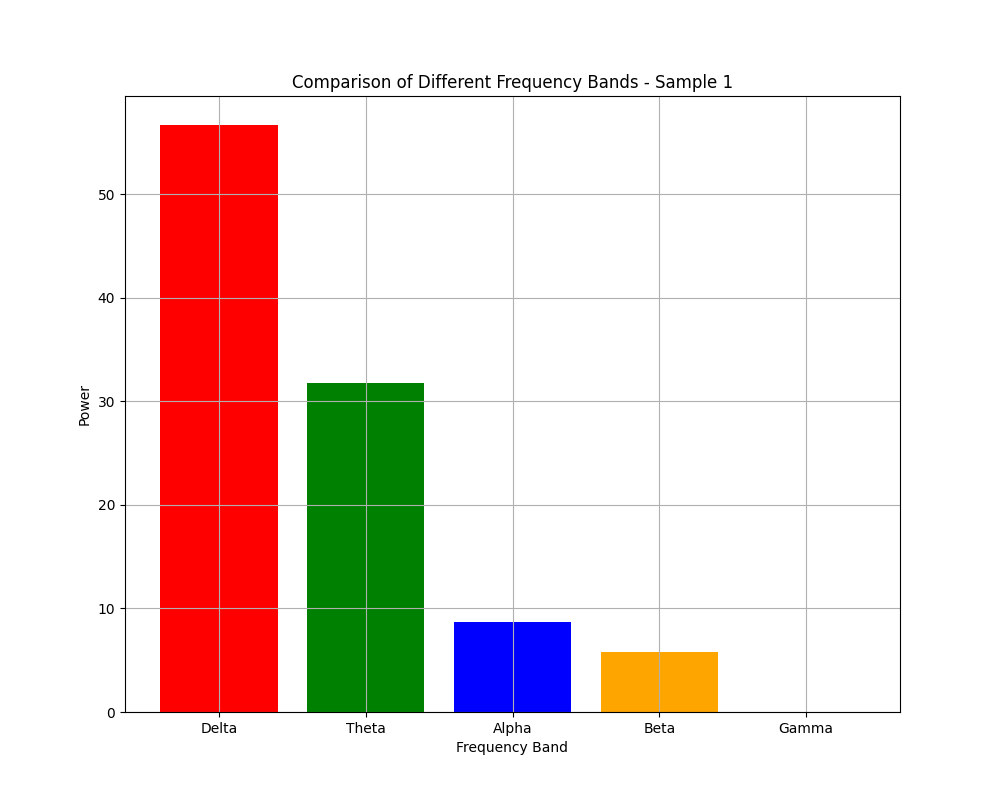 Comparison of Different Frequency Bands - Sample 1
Power
50
40
30
20
10
0
Delta Theta Alpha Beta Gamma
Frequency Band